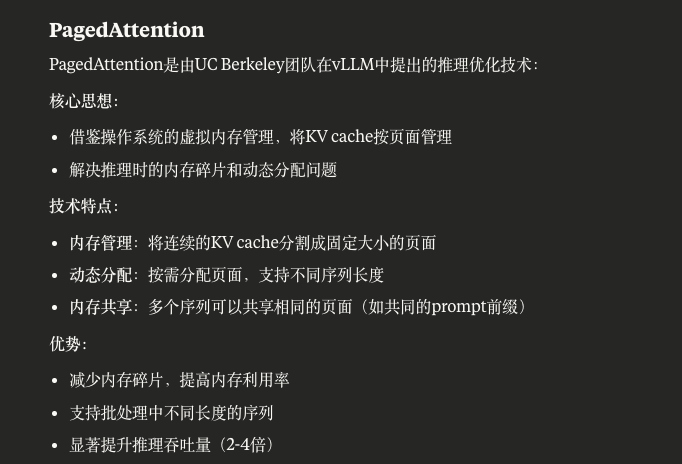 PagedAttention
PagedAttention是由UC Berkeley团队在vLLM中提出的推理优化技术：
核心思想：
• 借鉴操作系统的虚拟内存管理，将KV cache按页面管理
• 解决推理时的内存碎片和动态分配问题
技术特点：
• 内存管理：将连续的KV cache分割成固定大小的页面
• 动态分配：按需分配页面，支持不同序列长度
• 内存共享：多个序列可以共享相同的页面（如共同的prompt前缀）
优势：
• 减少内存碎片，提高内存利用率
• 支持批处理中不同长度的序列
• 显著提升推理吞吐量（2-4倍）